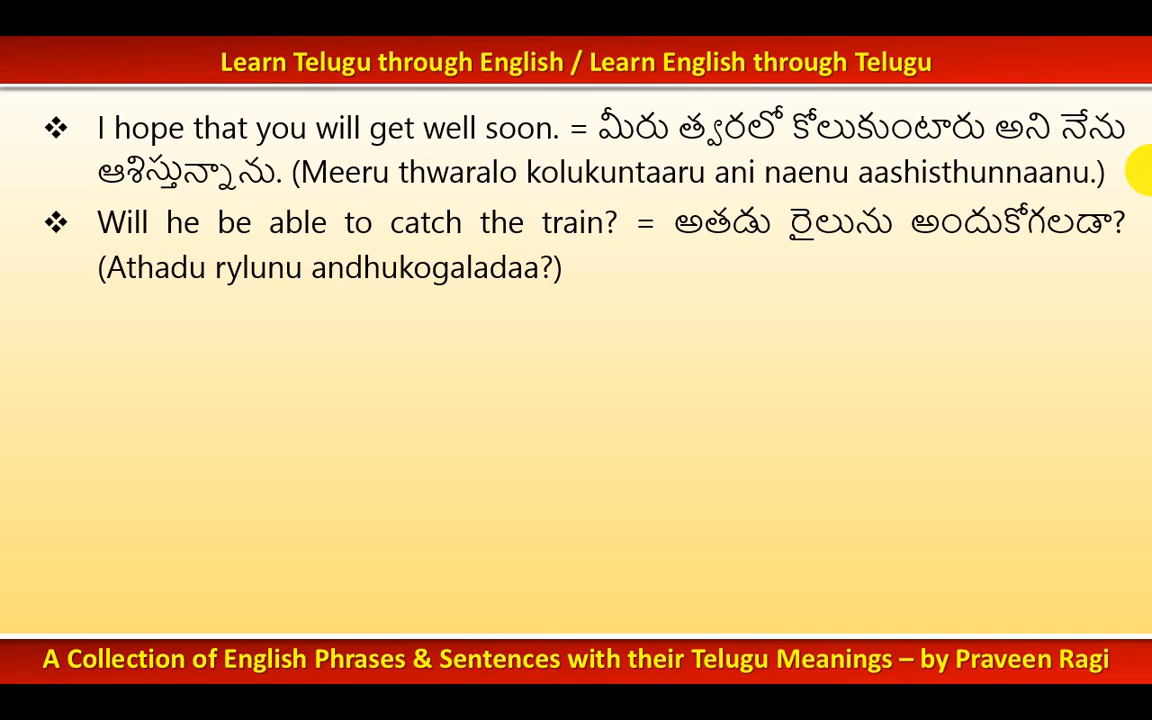 Learn Telugu through English / Learn English through Telugu
❖ I hope that you will get well soon. = మీరు త్వరలో కోలుకుంటారు అని నేను
ఆశిస్తున్నాను. (Meeru thwaralo kolukuntaaru ani naenu aashisthunnaanu.)
❖ Will he be able to catch the train? = అతడు రైలును అందుకోగలడా?
(Athadu rylunu andhukogaladaa?)
A Collection of English Phrases & Sentences with their Telugu Meanings – by Praveen Ragi